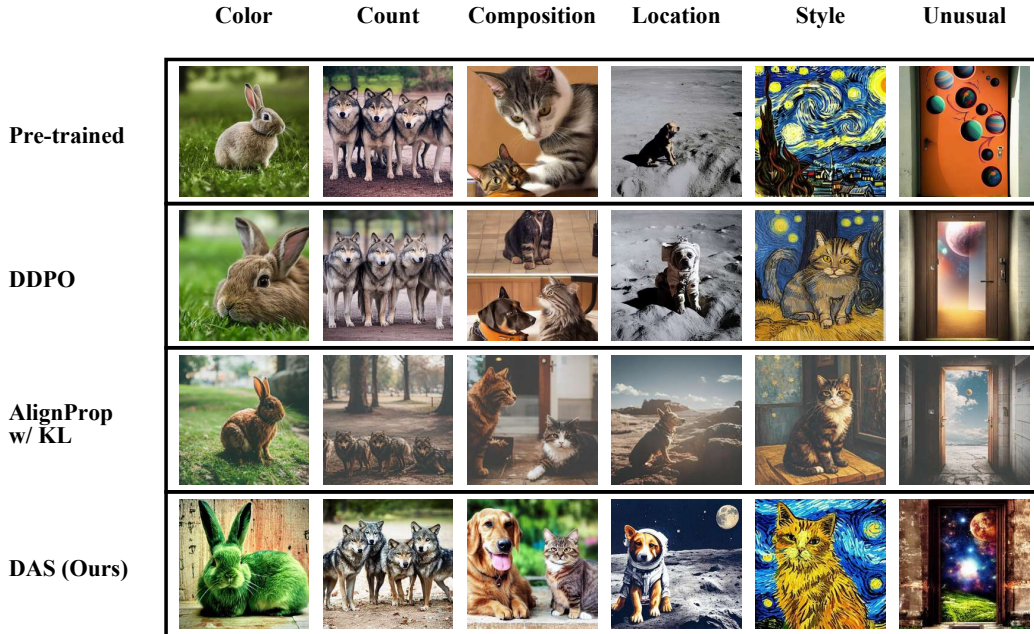 Color Count Composition Location Style Unusual
Pre-trained
DDPO
AlignProp
w/ KL
DAS (Ours)